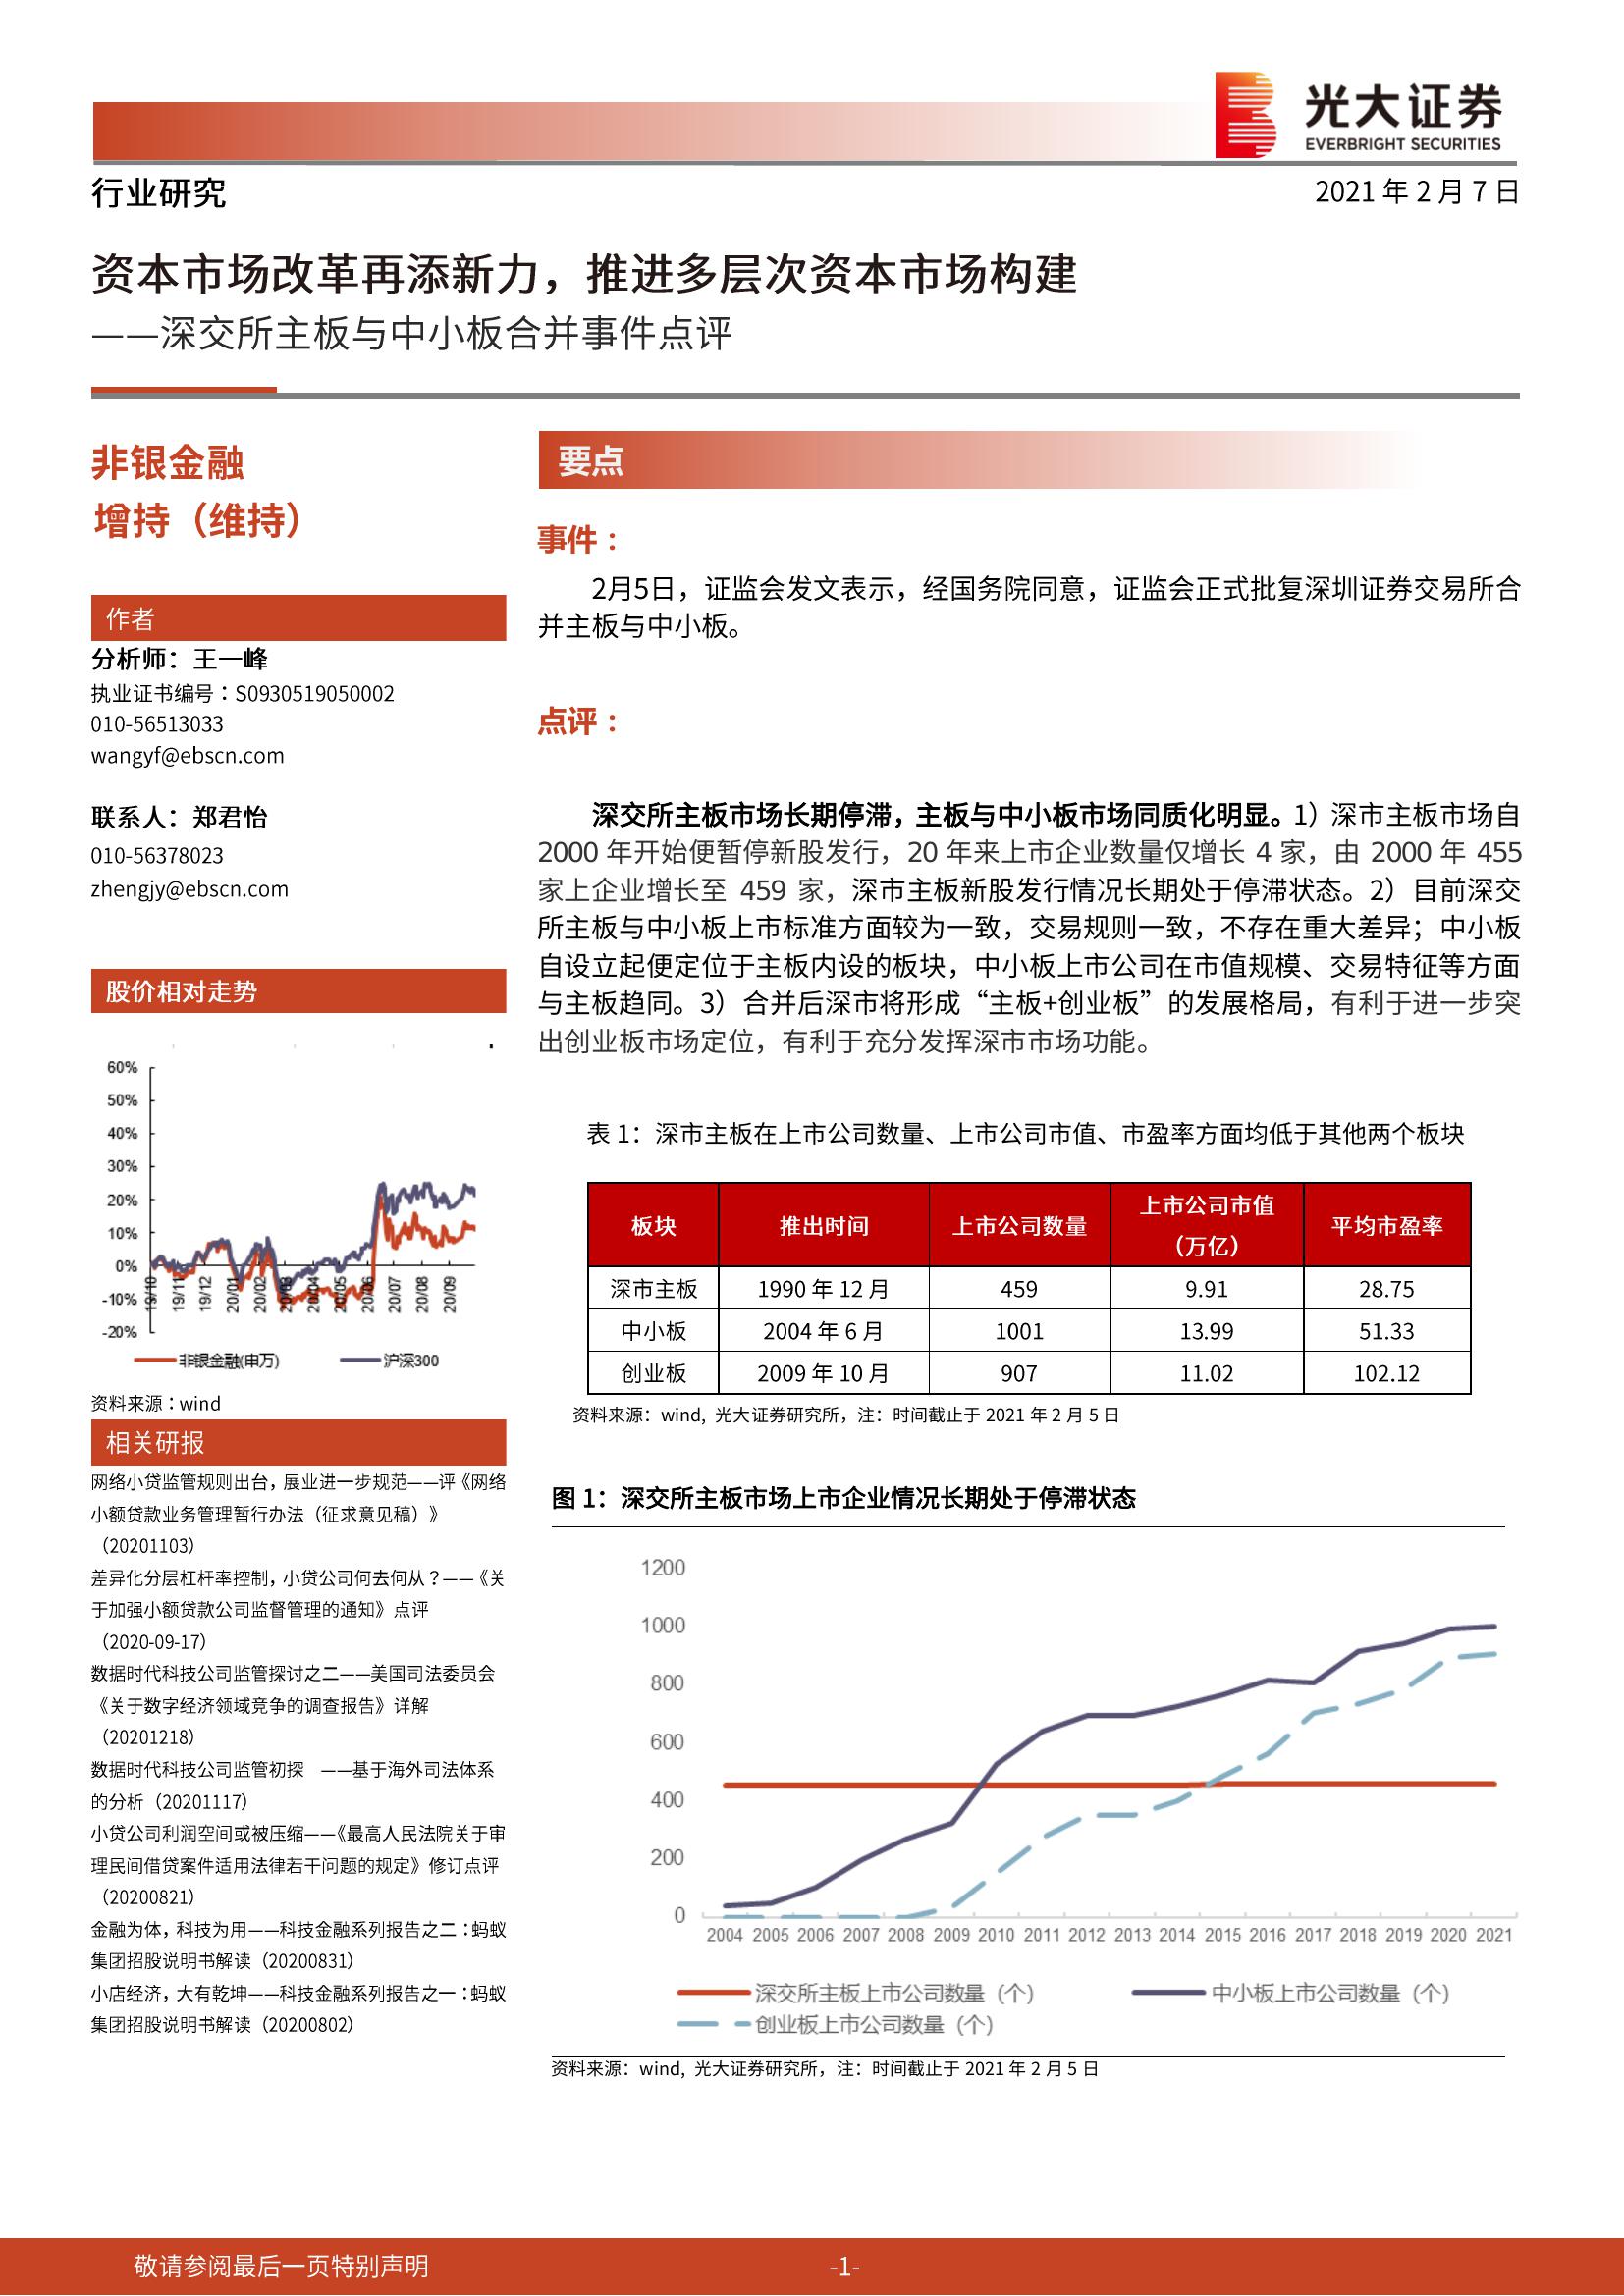 光大证券
EVERBRIGHT SECURITIES
行业研究
2021 年 2 月 7 日
资本市场改革再添新力，推进多层次资本市场构建
——深交所主板与中小板合并事件点评
非银金融
增持（维持）
作者
分析师：王一峰
执业证书编号：S0930519050002
010-56513033
wangyf@ebscn.com
联系人：郑君怡
010-56378023
zhengjy@ebscn.com
股价相对走势
60%
50%
40%
30%
20%
10%
0%
-10%
-20%
19/10 19/11 19/12 20/01 20/02 20/03 20/04 20/05 20/06 20/07 20/08 20/09
非银金融(申万) 沪深300
资料来源：wind
相关研报
网络小贷监管规则出台，展业进一步规范——评《网络
小额贷款业务管理暂行办法（征求意见稿）》
（20201103）
差异化分层杠杆率控制，小贷公司何去何从？——《关
于加强小额贷款公司监督管理的通知》点评
（2020-09-17）
数据时代科技公司监管探讨之二——美国司法委员会
《关于数字经济领域竞争的调查报告》详解
（20201218）
数据时代科技公司监管初探 ——基于海外司法体系
的分析（20201117）
小贷公司利润空间或被压缩——《最高人民法院关于审
理民间借贷案件适用法律若干问题的规定》修订点评
（20200821）
金融为体，科技为用——科技金融系列报告之二：蚂蚁
集团招股说明书解读（20200831）
小店经济，大有乾坤——科技金融系列报告之一：蚂蚁
集团招股说明书解读（20200802）
要点
事件：
2月5日，证监会发文表示，经国务院同意，证监会正式批复深圳证券交易所合
并主板与中小板。
点评：
深交所主板市场长期停滞，主板与中小板市场同质化明显。1）深市主板市场自
2000 年开始便暂停新股发行，20 年来上市企业数量仅增长 4 家，由 2000 年 455
家上企业增长至 459 家，深市主板新股发行情况长期处于停滞状态。2）目前深交
所主板与中小板上市标准方面较为一致，交易规则一致，不存在重大差异；中小板
自设立起便定位于主板内设的板块，中小板上市公司在市值规模、交易特征等方面
与主板趋同。3）合并后深市将形成“主板+创业板”的发展格局，有利于进一步突
出创业板市场定位，有利于充分发挥深市市场功能。
表 1：深市主板在上市公司数量、上市公司市值、市盈率方面均低于其他两个板块
板块 推出时间 上市公司数量 上市公司市值（万亿） 平均市盈率
深市主板 1990 年 12 月 459 9.91 28.75
中小板 2004 年 6 月 1001 13.99 51.33
创业板 2009 年 10 月 907 11.02 102.12
资料来源：wind, 光大证券研究所，注：时间截止于 2021 年 2 月 5 日
图 1：深交所主板市场上市企业情况长期处于停滞状态
1200
1000
800
600
400
200
0
2004 2005 2006 2007 2008 2009 2010 2011 2012 2013 2014 2015 2016 2017 2018 2019 2020 2021
深交所主板上市公司数量（个） 中小板上市公司数量（个）
创业板上市公司数量（个）
资料来源：wind, 光大证券研究所，注：时间截止于 2021 年 2 月 5 日
敬请参阅最后一页特别声明
-1-